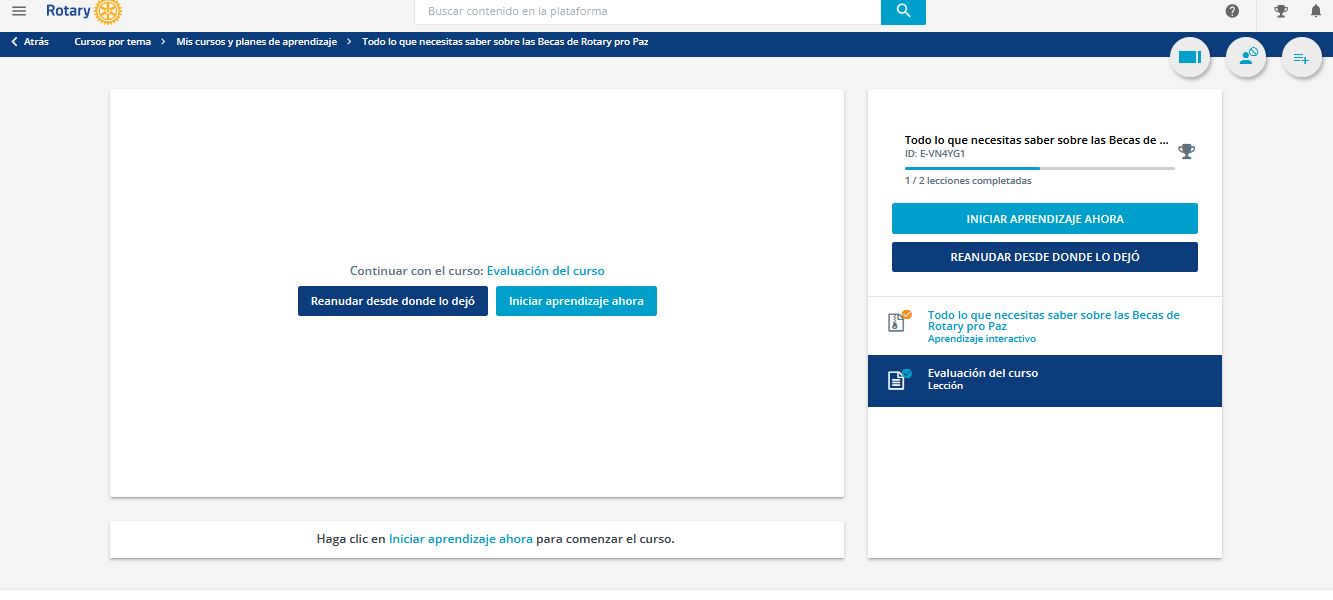 Rotary
Buscar contenido en la plataforma
Atrás
Cursos por tema
Mis cursos y planes de aprendizaje
Todo lo que necesitas saber sobre las Becas de Rotary pro Paz
Continuar con el curso: Evaluación del curso
Reanudar desde donde lo dejó
Iniciar aprendizaje ahora
Haga clic en Iniciar aprendizaje ahora para comenzar el curso.
Todo lo que necesitas saber sobre las Becas de ...
ID: E-VN4YG1
1 / 2 lecciones completadas
INICIAR APRENDIZAJE AHORA
REANUDAR DESDE DONDE LO DEJÓ
Todo lo que necesitas saber sobre las Becas de
Rotary pro Paz
Aprendizaje interactivo
Evaluación del curso
Lección